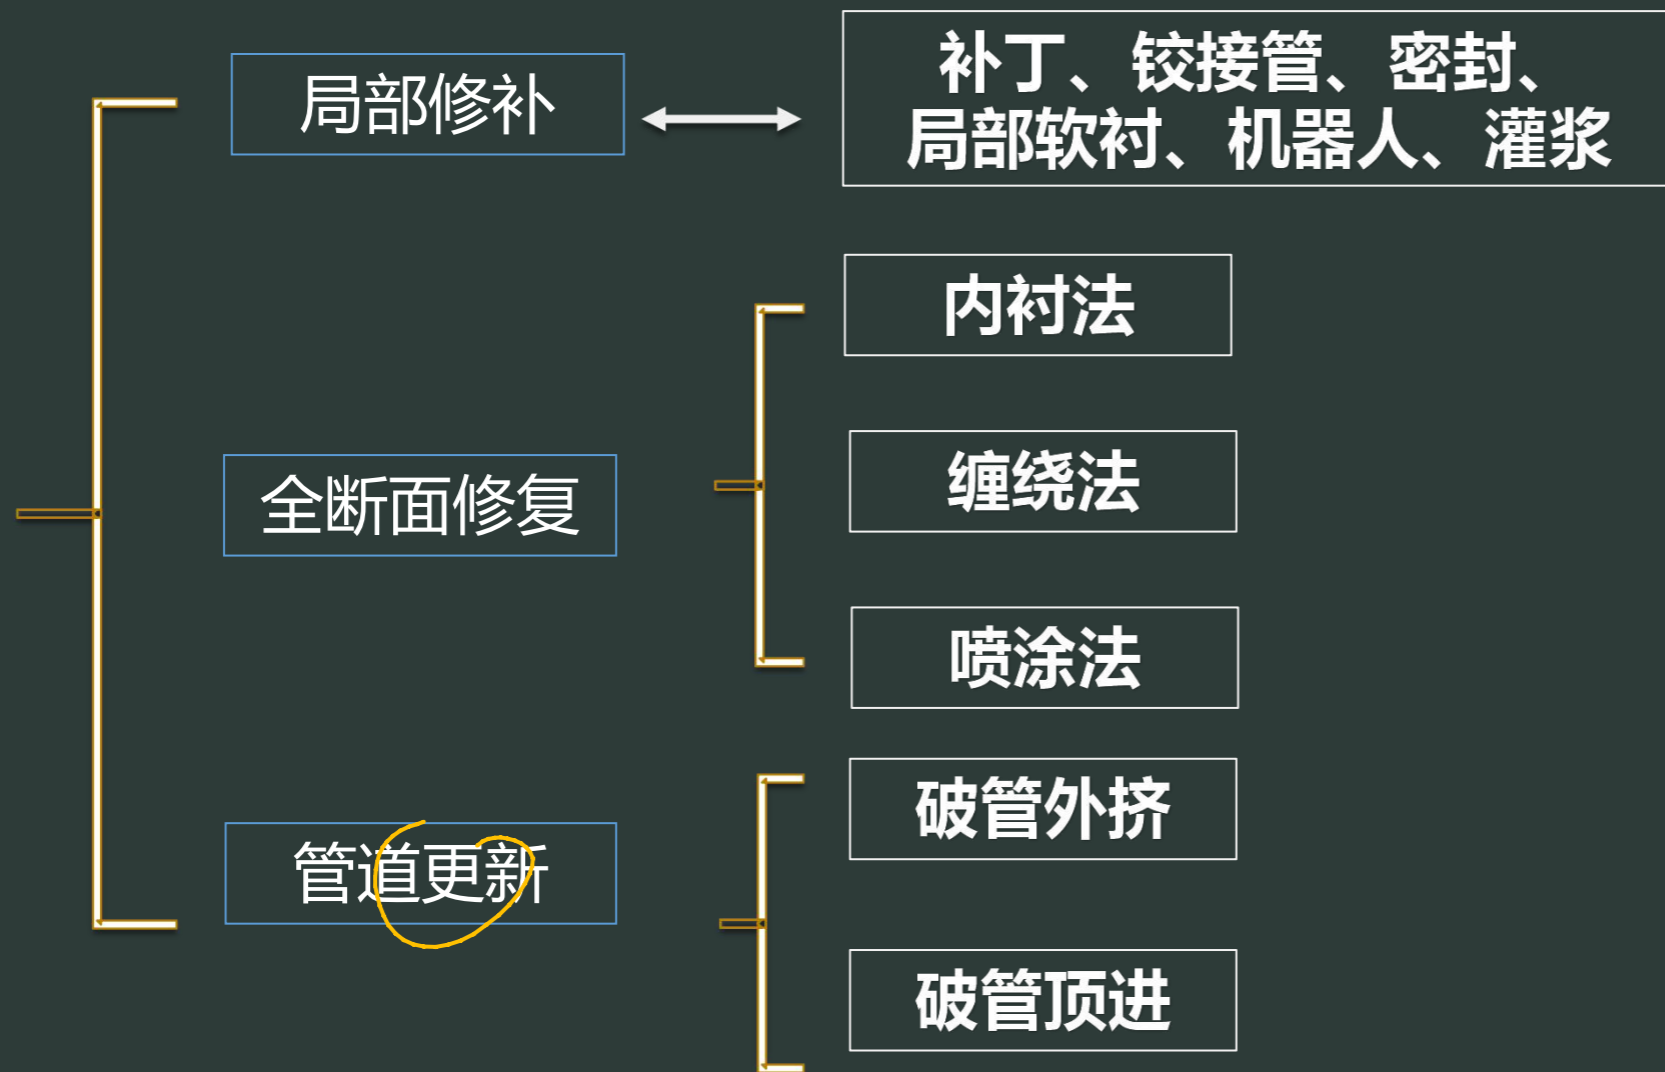 局部修补
补丁、铰接管、密封、
局部软衬、机器人、灌浆
全断面修复
内衬法
缠绕法
喷涂法
管道更新
破管外挤
破管顶进